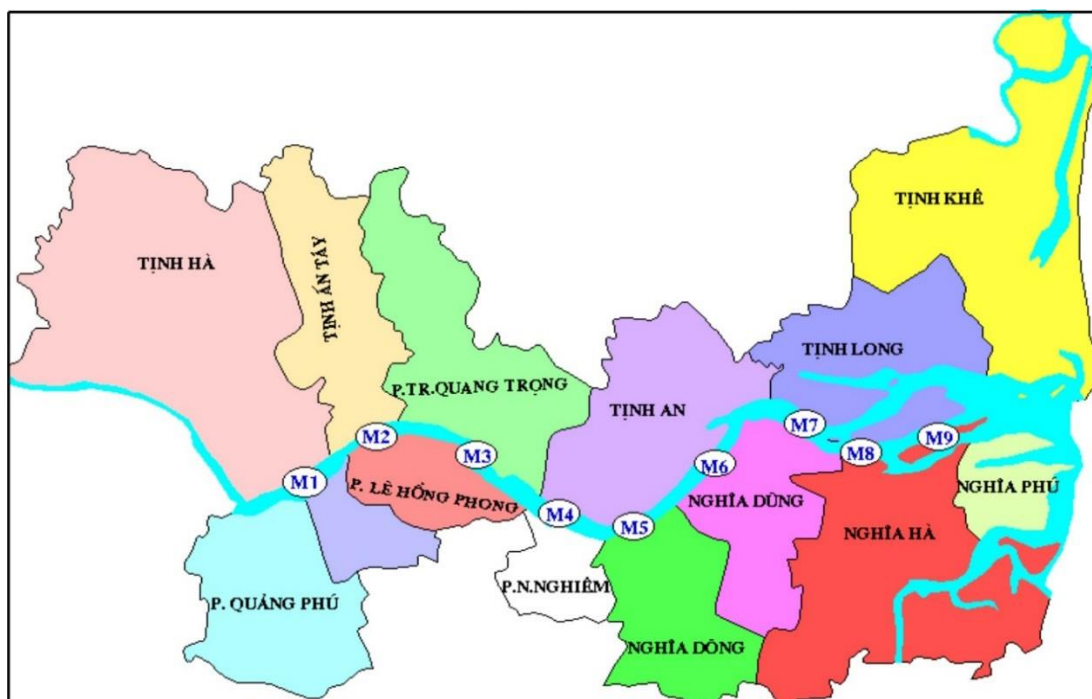 TỊNH KHÊ
TỊNH HÀ
TỊNH ẤN TÂY
TỊNH LONG
P.TR.QUANG TRỌNG
TỊNH AN
M7
M2
M9
M8
M3
M6
M1
P. LÊ HỒNG PHONG
NGHĨA PHÚ
NGHĨA DŨNG
M4
M5
NGHĨA HÀ
P.N.NGHIÊM
P. QUẢNG PHÚ
NGHĨA DÕNG